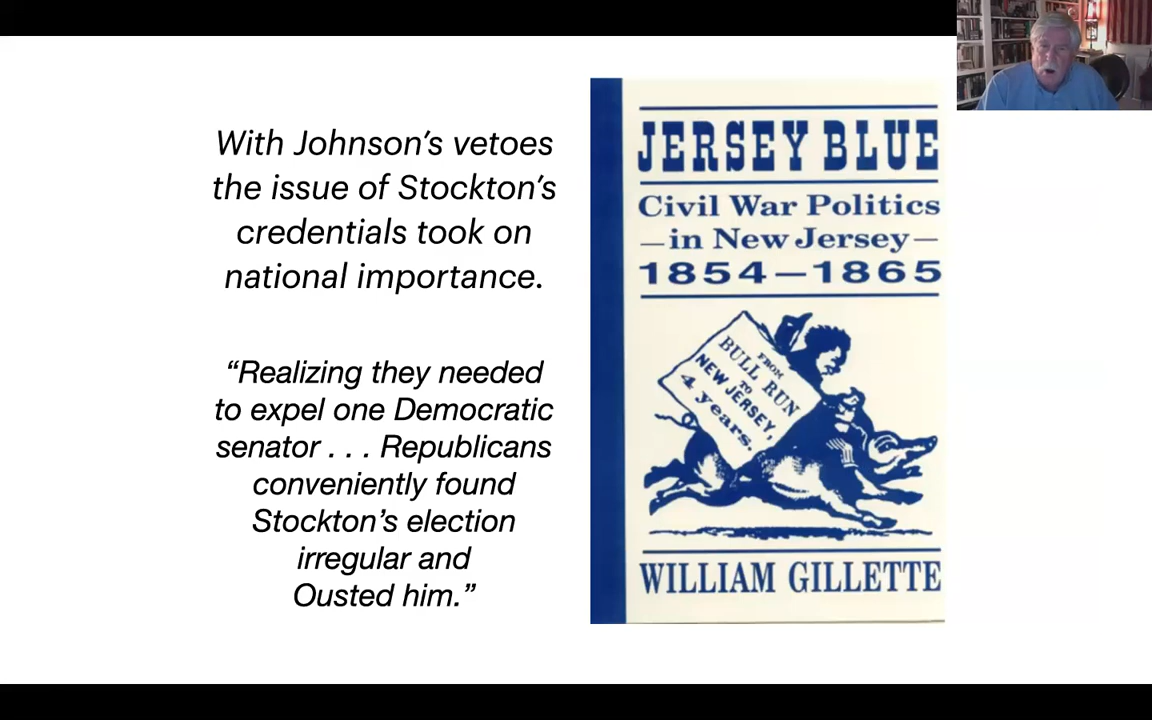 With Johnson’s vetoes
the issue of Stockton’s
credentials took on
national importance.
“Realizing they needed
to expel one Democratic
senator . . . Republicans
conveniently found
Stockton’s election
irregular and
Ousted him.”
JERSEY BLUE
Civil War Politics
—in New Jersey—
1854—1865
FROM
BULL RUN
TO
NEW JERSEY,
4 years.
WILLIAM GILLETTE